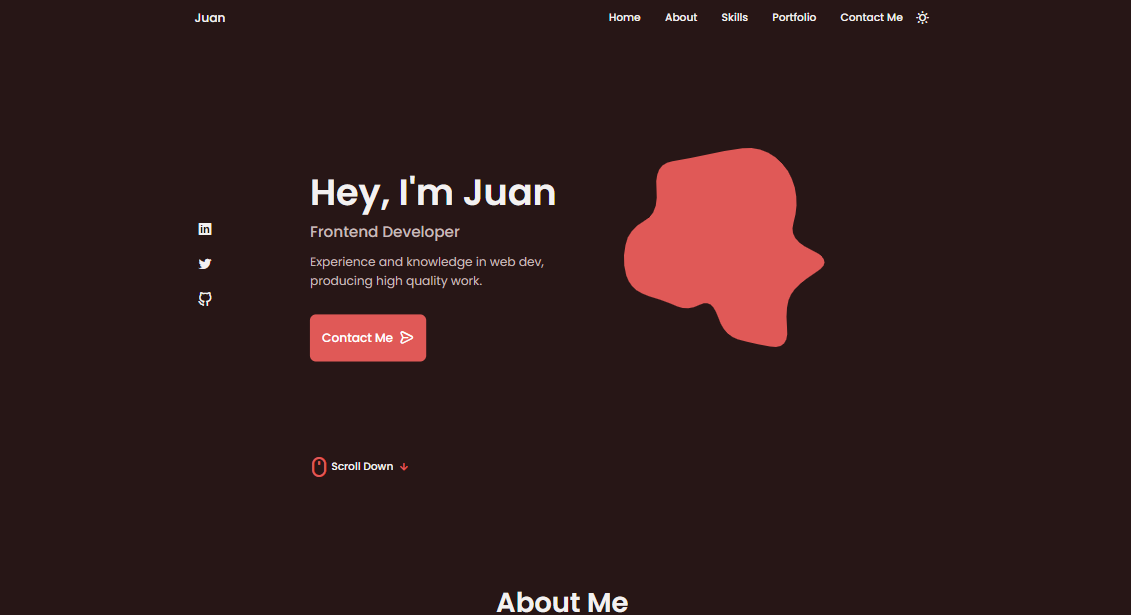 Juan
Home About Skills Portfolio Contact Me
Hey, I'm Juan
Frontend Developer
Experience and knowledge in web dev,
producing high quality work.
Contact Me
Scroll Down
About Me